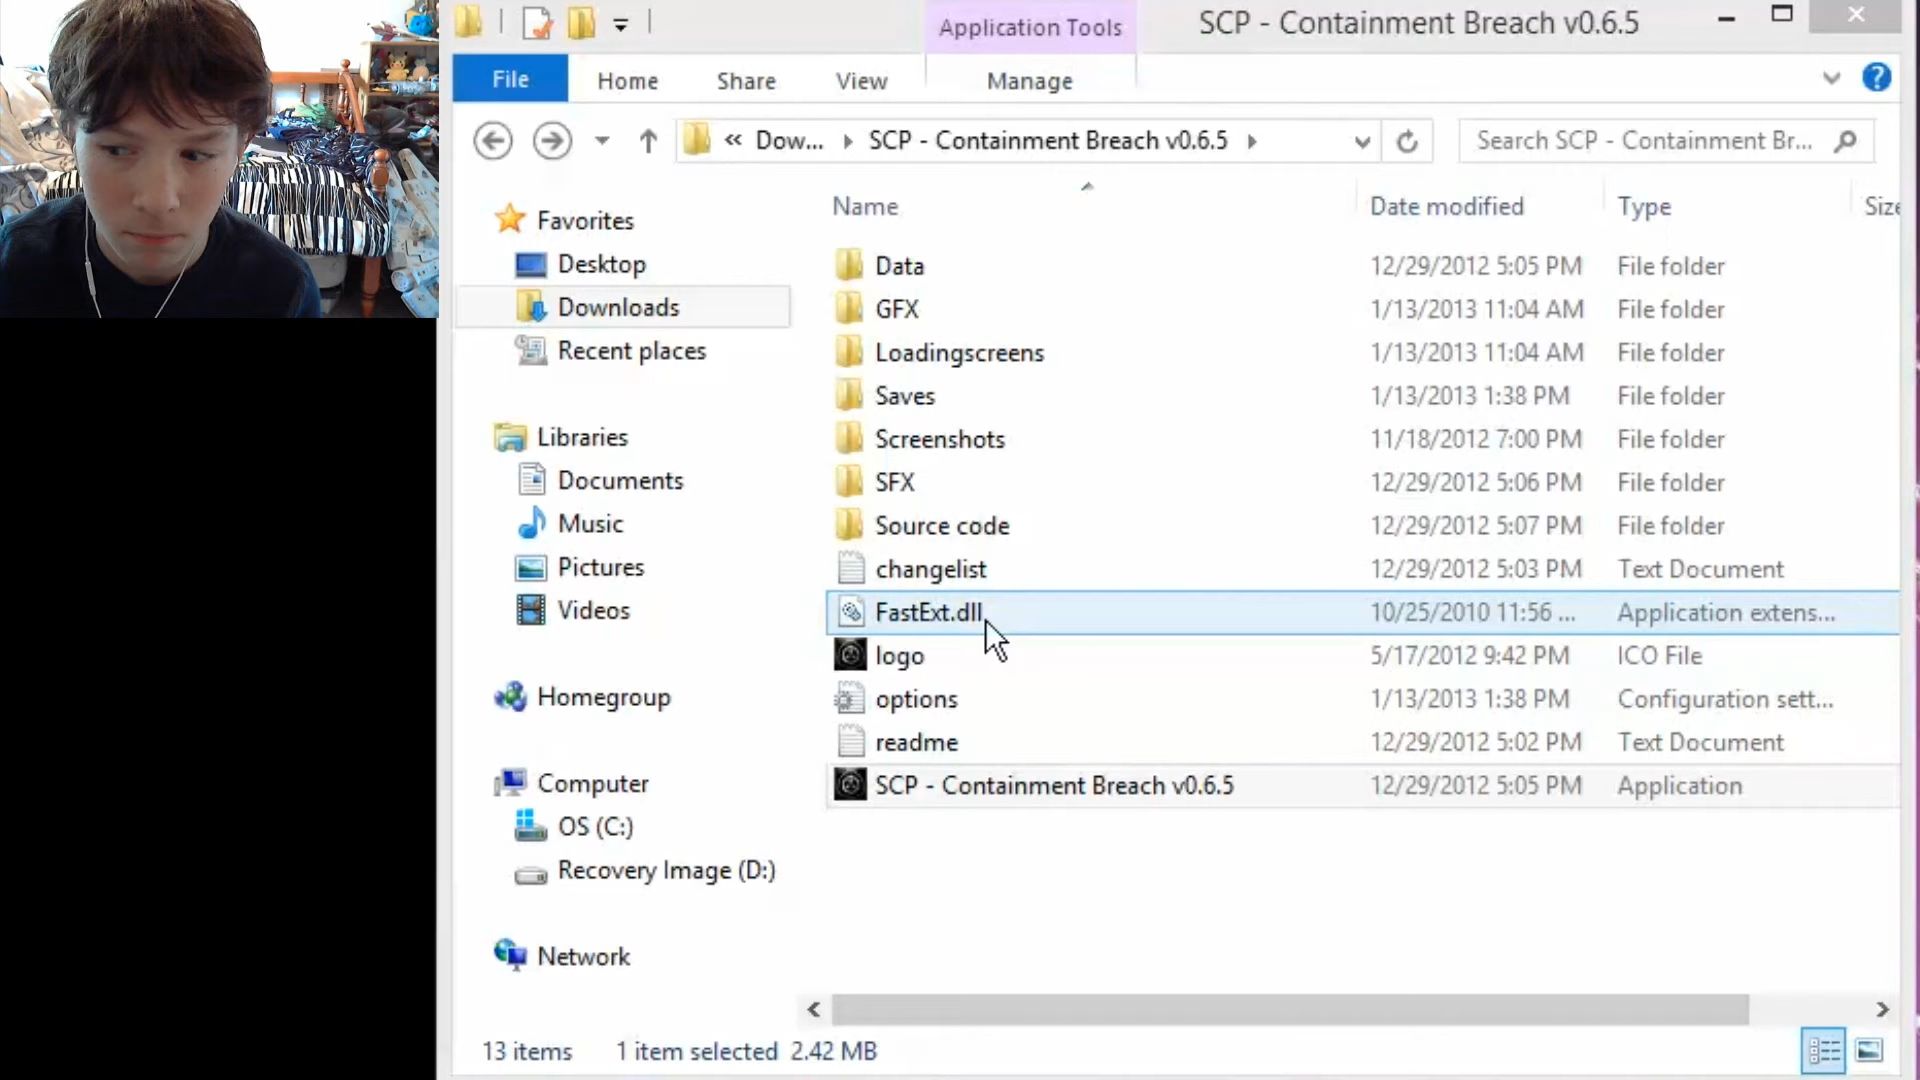 Application Tools
SCP - Containment Breach v0.6.5
File
Home
Share
View
Manage
?
« Dow...
SCP - Containment Breach v0.6.5
Search SCP - Containment Br...
Name
Date modified
Type
Size
Favorites
Desktop
Downloads
Recent places
Libraries
Documents
Music
Pictures
Videos
Homegroup
Computer
OS (C:)
Recovery Image (D:)
Network
Data 12/29/2012 5:05 PM File folder
GFX 1/13/2013 11:04 AM File folder
Loadingscreens 1/13/2013 11:04 AM File folder
Saves 1/13/2013 1:38 PM File folder
Screenshots 11/18/2012 7:00 PM File folder
SFX 12/29/2012 5:06 PM File folder
Source code 12/29/2012 5:07 PM File folder
changelist 12/29/2012 5:03 PM Text Document
FastExt.dll 10/25/2010 11:56 ... Application extens...
logo 5/17/2012 9:42 PM ICO File
options 1/13/2013 1:38 PM Configuration sett...
readme 12/29/2012 5:02 PM Text Document
SCP - Containment Breach v0.6.5 12/29/2012 5:05 PM Application
13 items 1 item selected 2.42 MB